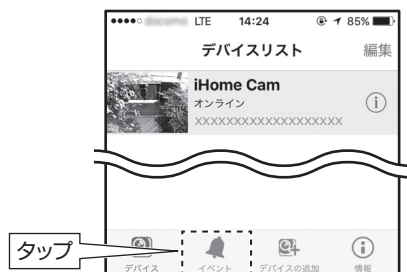 LTE 14:24 85%
デバイスリスト 編集
iHome Cam
オンライン
XXXXXXXXXXXXXXXXXXX
タップ
デバイス イベント デバイスの追加 情報